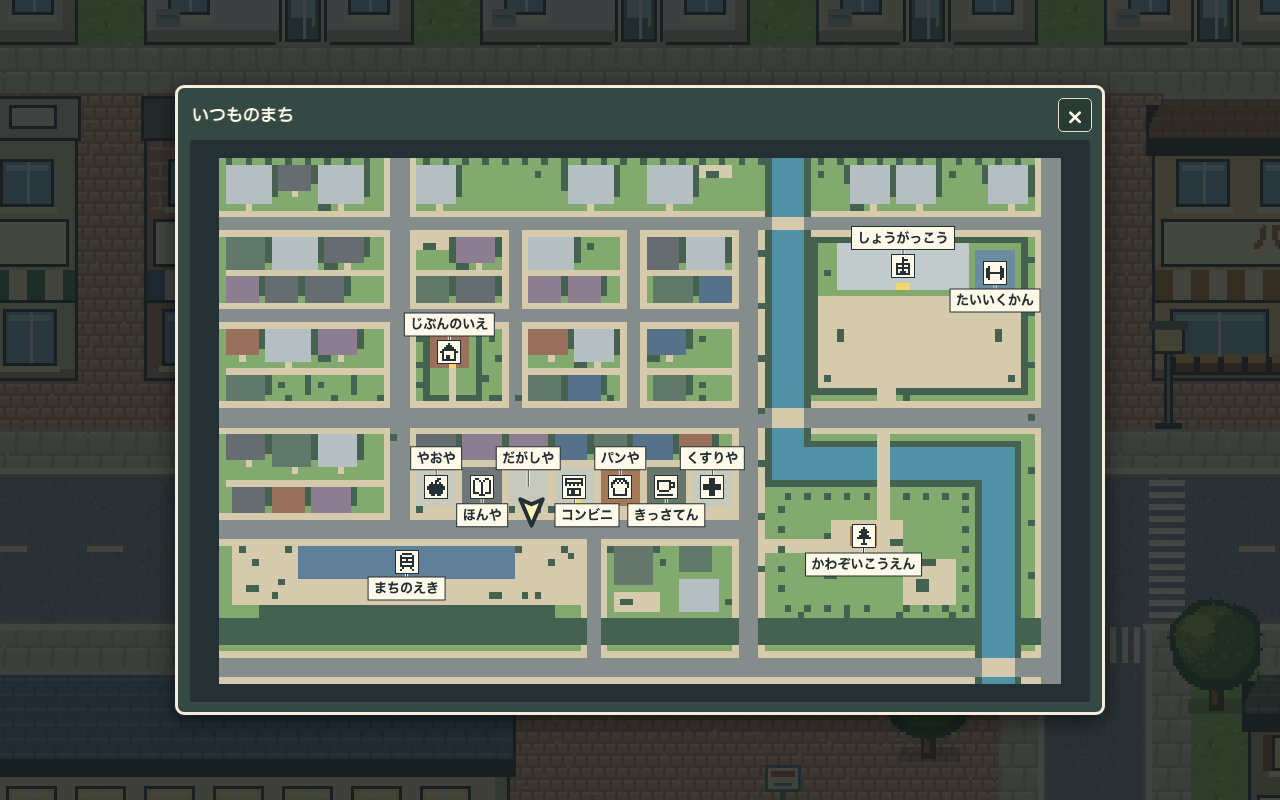 いつものまち
しょうがっこう
たいいくかん
じぶんのいえ
やおや
だがしや
パンや
くすりや
ほんや
コンビニ
きっさてん
まちのえき
かわぞいこうえん